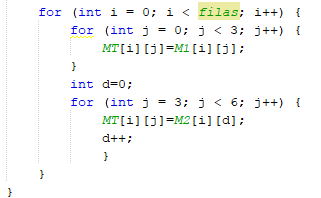 for (int i = 0; i < filas; i++) {
for (int j = 0; j < 3; j++) {
MT[i][j]=M1[i][j];
}
int d=0;
for (int j = 3; j < 6; j++) {
MT[i][j]=M2[i][d];
d++;
}
}
}